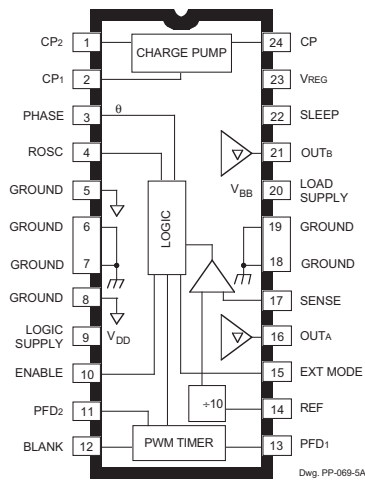 CP2 1 CHARGE PUMP 24 CP
CP1 2 23 VREG
PHASE 3 θ 22 SLEEP
ROSC 4 21 OUTB
GROUND 5 VBB 20 LOAD SUPPLY
GROUND 6 19 GROUND
LOGIC
GROUND 7 18 GROUND
GROUND 8 17 SENSE
LOGIC SUPPLY 9 VDD 16 OUTA
ENABLE 10 15 EXT MODE
PFD2 11 ÷10 14 REF
BLANK 12 PWM TIMER 13 PFD1
Dwg. PP-069-5A